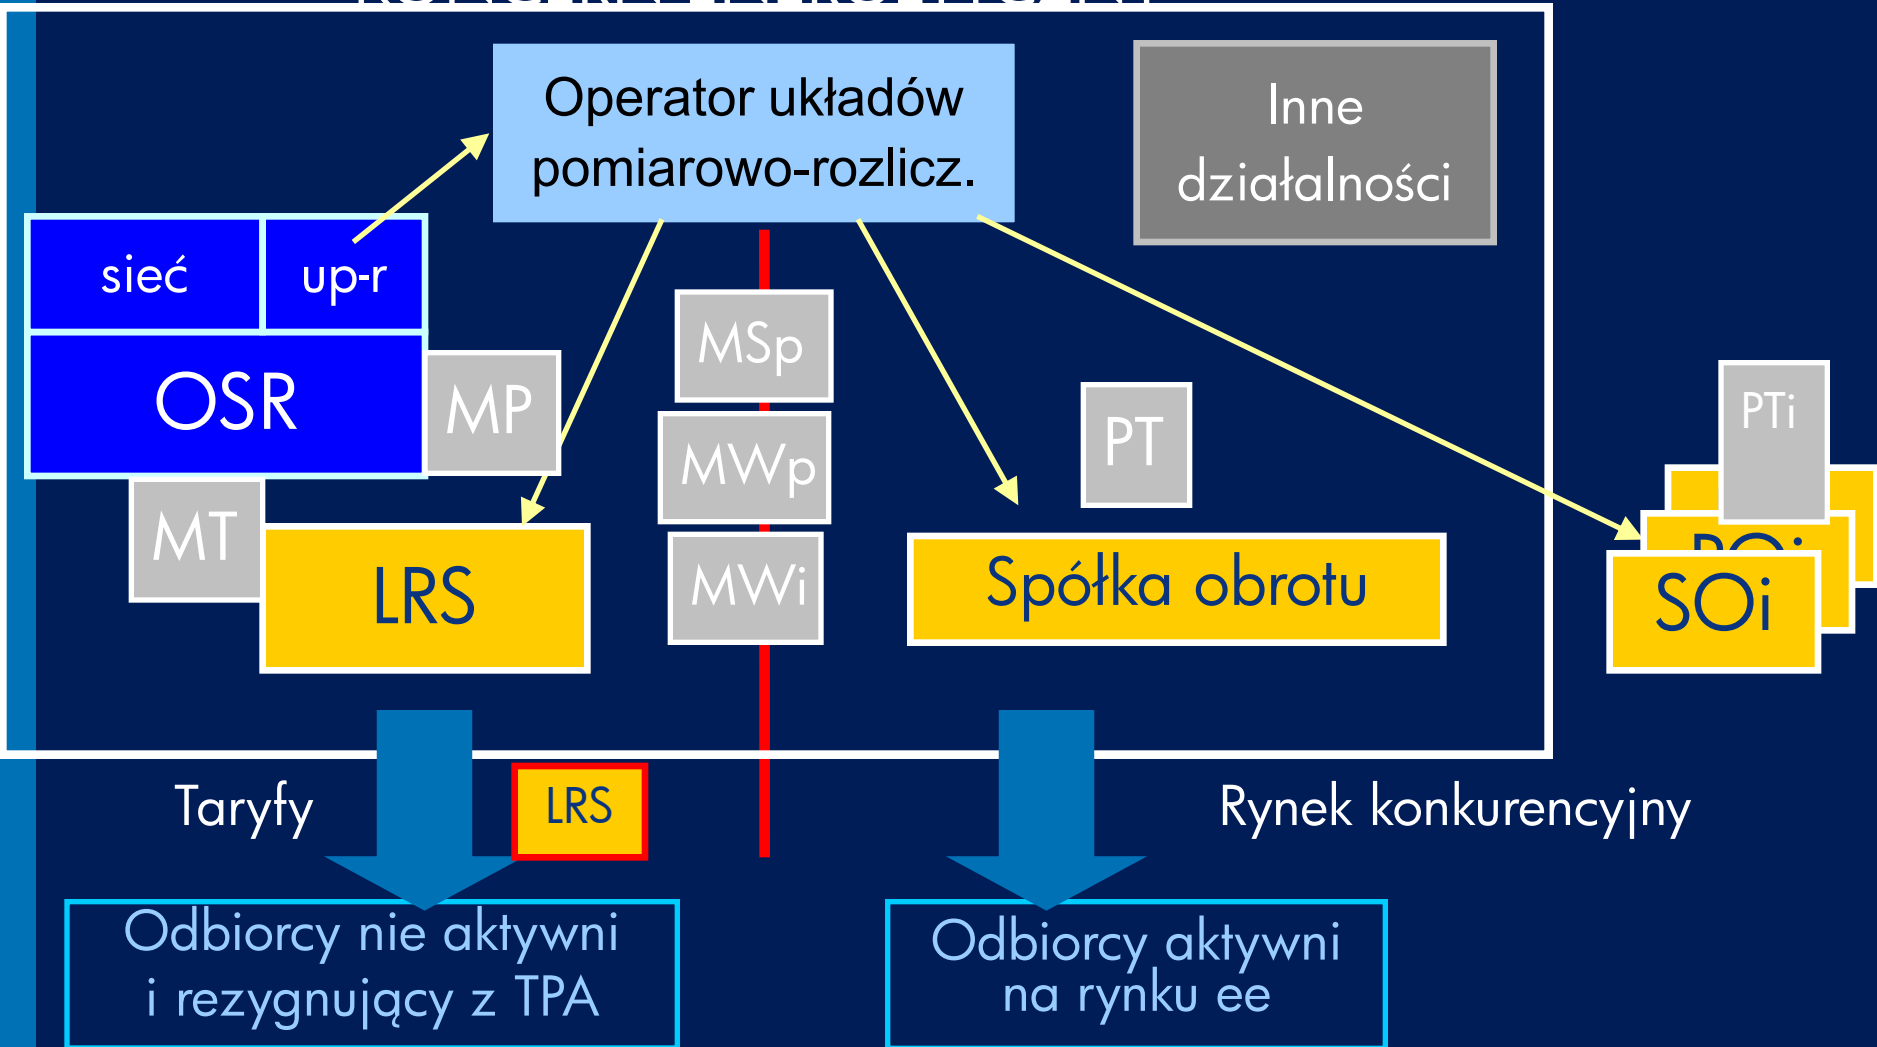 Operator układów
pomiarowo-rozlicz.
Inne
działalności
sieć
up-r
OSR
MP
MT
LRS
MSp
MWp
MWi
PT
Spółka obrotu
PTi
SOi
Taryfy
LRS
Rynek konkurencyjny
Odbiorcy nie aktywni
i rezygnujący z TPA
Odbiorcy aktywni
na rynku ee